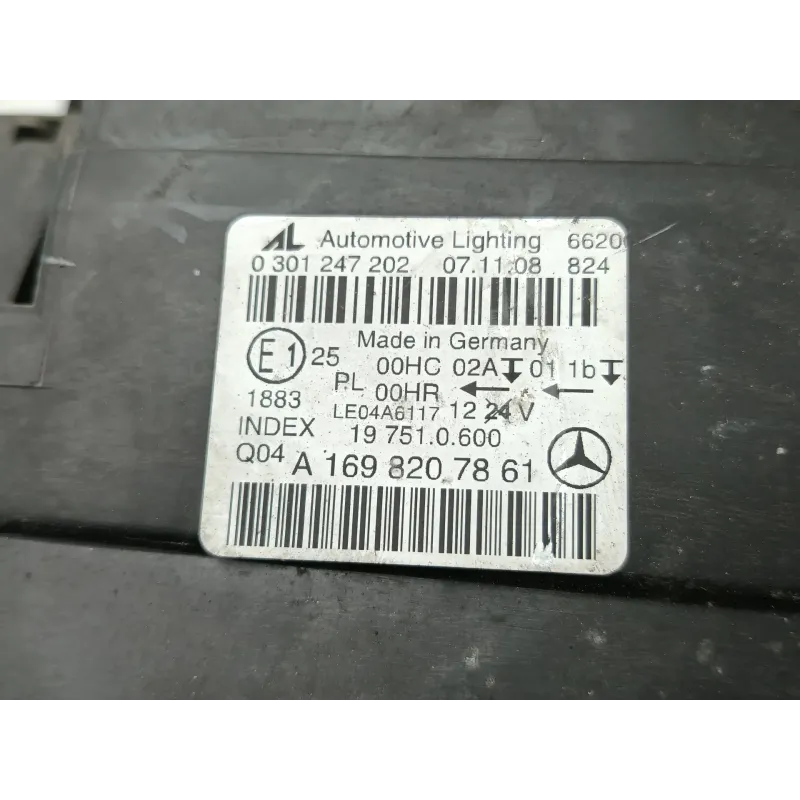 AL Automotive Lighting 6620
0 301 247 202 07.11.08 824
Made in Germany
E1 25 00HC 02A 01 1b
PL 00HR
1883 LE04A6117 12 24 V
INDEX 19 751.0.600
Q04 A 169 820 78 61